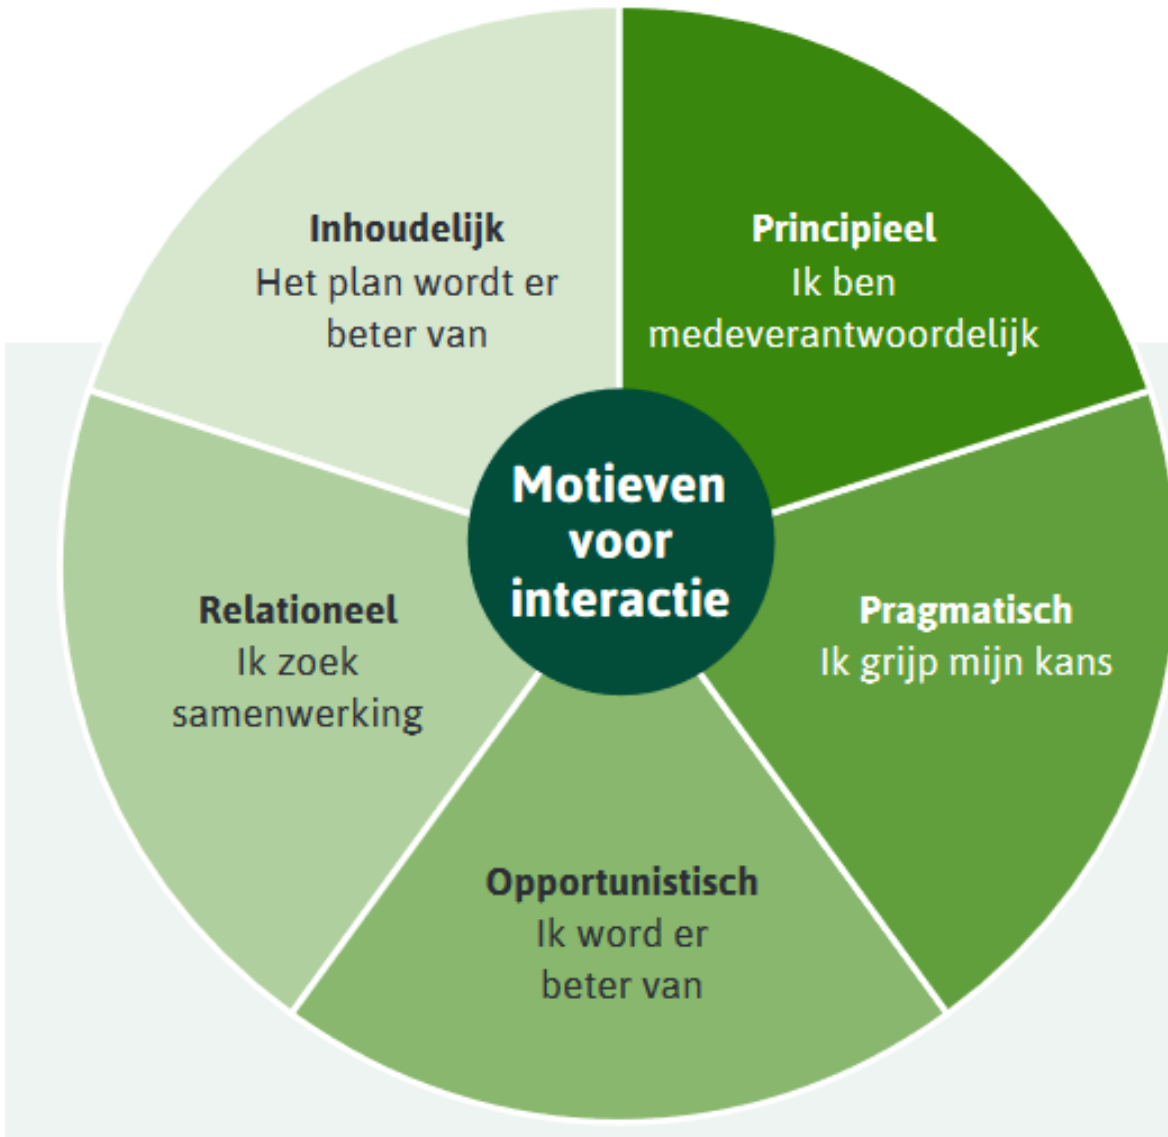 Inhoudelijk
Het plan wordt er
beter van
Principieel
Ik ben
medeverantwoordelijk
Motieven
voor
interactie
Relationeel
Ik zoek
samenwerking
Pragmatisch
Ik grijp mijn kans
Opportunistisch
Ik word er
beter van